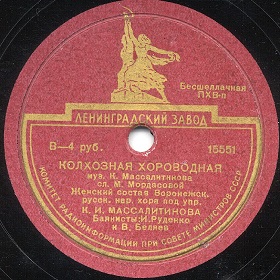 Бесшеллачная
ПХВ-п
ЛЕНИНГРАДСКИЙ ЗАВОД
В—4 руб.
15551
КОЛХОЗНАЯ ХОРОВОДНАЯ
муз. К. Массалитинова
сл. М. Мордасовой
Женский состав Воронежск.
русск. нар. хора под упр.
К. И. МАССАЛИТИНОВА
Баянисты: И. Руденко
и В. Беляев
КОМИТЕТ РАДИОИНФОРМАЦИИ ПРИ СОВЕТЕ МИНИСТРОВ СССР